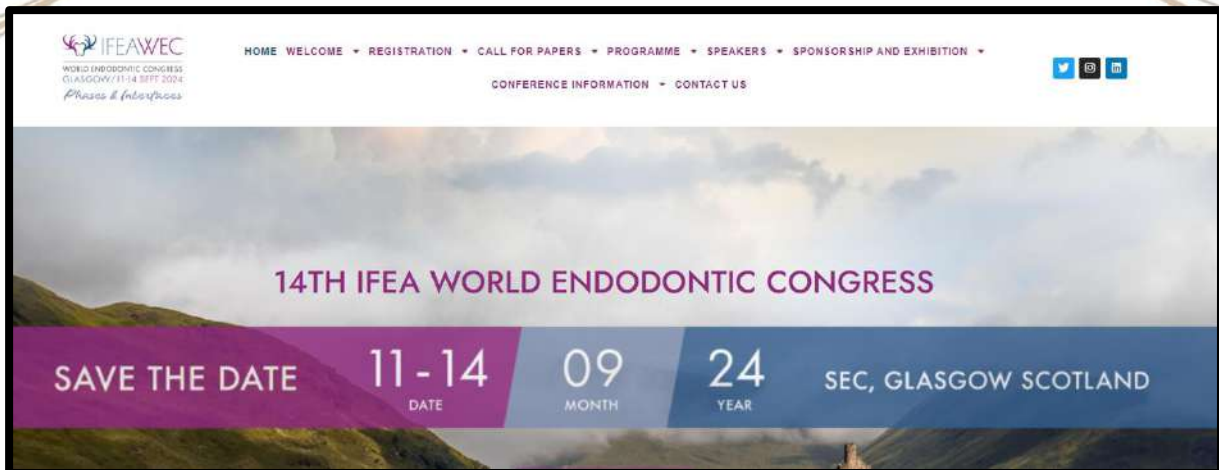 IFEAWEC
WORLD ENDODONTIC CONGRESS
GLASGOW/11-14 SEPT 2024
Phases & Interfaces
HOME WELCOME REGISTRATION CALL FOR PAPERS PROGRAMME SPEAKERS SPONSORSHIP AND EXHIBITION
CONFERENCE INFORMATION CONTACT US
14TH IFEA WORLD ENDODONTIC CONGRESS
SAVE THE DATE 11-14 09 24 SEC, GLASGOW SCOTLAND
DATE MONTH YEAR